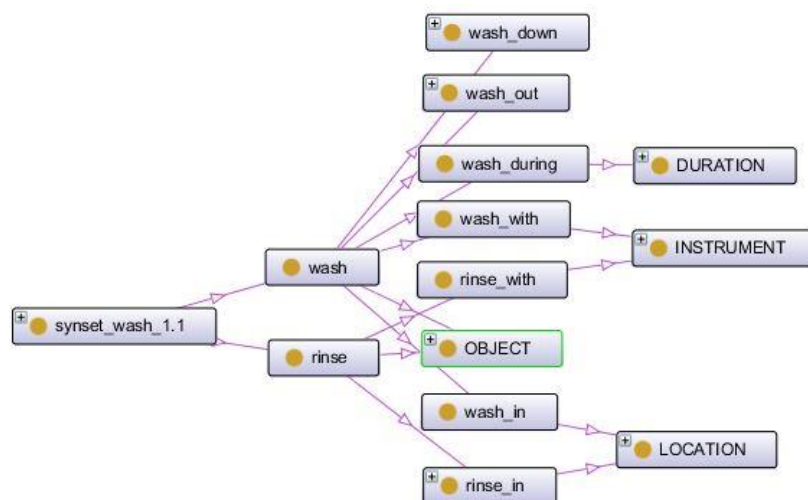 wash_down
wash_out
wash_during
DURATION
wash_with
INSTRUMENT
wash
rinse_with
synset_wash_1.1
rinse
OBJECT
wash_in
LOCATION
rinse_in